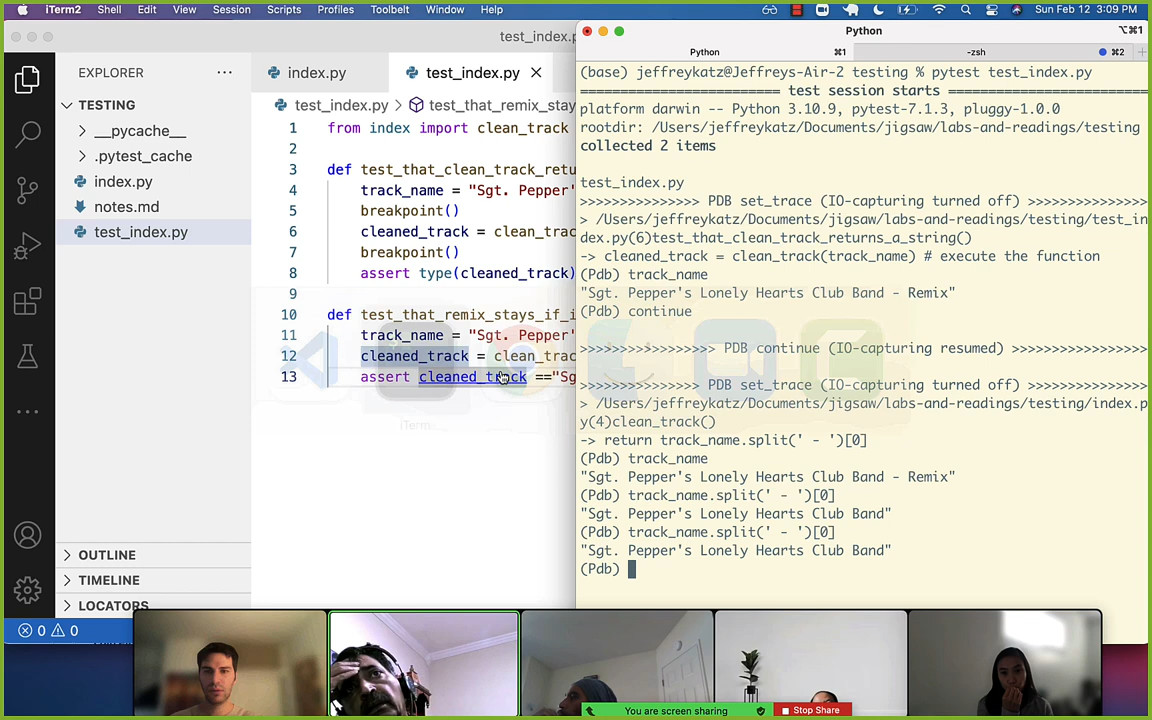 iTerm2 Shell Edit View Session Scripts Profiles Toolbelt Window Help Sun Feb 12 3:09 PM
test_index.p
EXPLORER ...
TESTING
__pycache__
.pytest_cache
index.py
notes.md
test_index.py
OUTLINE
TIMELINE
LOCATORS
0 0
index.py test_index.py
test_index.py > test_that_remix_stay
1 from index import clean_track
2
3 def test_that_clean_track_retu
4 track_name = "Sgt. Pepper'
5 breakpoint()
6 cleaned_track = clean_trac
7 breakpoint()
8 assert type(cleaned_track)
9
10 def test_that_remix_stays_if_i
11 track_name = "Sgt. Pepper'
12 cleaned_track = clean_trac
13 assert cleaned_track =="Sg
iTerm
Python ⌥⌘1
Python ⌘1 -zsh ⌘2
(base) jeffreykatz@Jeffreys-Air-2 testing % pytest test_index.py
======================== test session starts ========================
platform darwin -- Python 3.10.9, pytest-7.1.3, pluggy-1.0.0
rootdir: /Users/jeffreykatz/Documents/jigsaw/labs-and-readings/testing
collected 2 items
test_index.py
>>>>>>>>>>>>>>> PDB set_trace (IO-capturing turned off) >>>>>>>>>>>>>>>
> /Users/jeffreykatz/Documents/jigsaw/labs-and-readings/testing/test_in
dex.py(6)test_that_clean_track_returns_a_string()
-> cleaned_track = clean_track(track_name) # execute the function
(Pdb) track_name
"Sgt. Pepper's Lonely Hearts Club Band - Remix"
(Pdb) continue
>>>>>>>>>>>>>>>>> PDB continue (IO-capturing resumed) >>>>>>>>>>>>>>>>>
>>>>>>>>>>>>>>> PDB set_trace (IO-capturing turned off) >>>>>>>>>>>>>>>
> /Users/jeffreykatz/Documents/jigsaw/labs-and-readings/testing/index.p
y(4)clean_track()
-> return track_name.split(' - ')[0]
(Pdb) track_name
"Sgt. Pepper's Lonely Hearts Club Band - Remix"
(Pdb) track_name.split(' - ')[0]
"Sgt. Pepper's Lonely Hearts Club Band"
(Pdb) track_name.split(' - ')[0]
"Sgt. Pepper's Lonely Hearts Club Band"
(Pdb)
You are screen sharing Stop Share